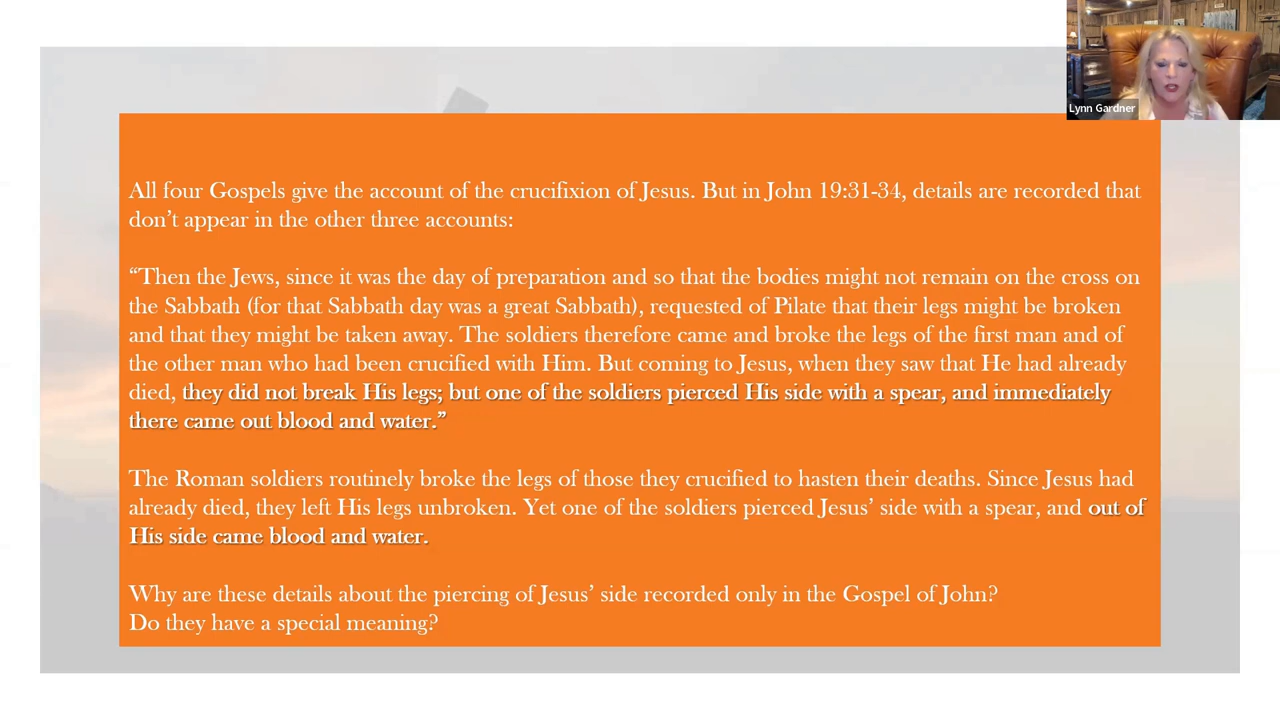 Lynn Gardner
All four Gospels give the account of the crucifixion of Jesus. But in John 19:31-34, details are recorded that
don’t appear in the other three accounts:
“Then the Jews, since it was the day of preparation and so that the bodies might not remain on the cross on
the Sabbath (for that Sabbath day was a great Sabbath), requested of Pilate that their legs might be broken
and that they might be taken away. The soldiers therefore came and broke the legs of the first man and of
the other man who had been crucified with Him. But coming to Jesus, when they saw that He had already
died, they did not break His legs; but one of the soldiers pierced His side with a spear, and immediately
there came out blood and water.”
The Roman soldiers routinely broke the legs of those they crucified to hasten their deaths. Since Jesus had
already died, they left His legs unbroken. Yet one of the soldiers pierced Jesus’ side with a spear, and out of
His side came blood and water.
Why are these details about the piercing of Jesus’ side recorded only in the Gospel of John?
Do they have a special meaning?